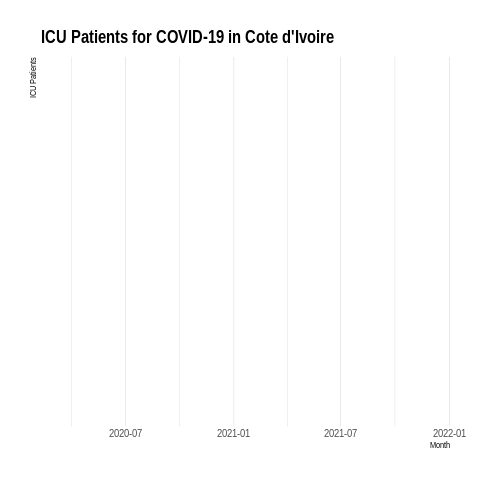 ICU Patients for COVID-19 in Cote d'Ivoire
ICU Patients
2020-07
2021-01
2021-07
2022-01
Month